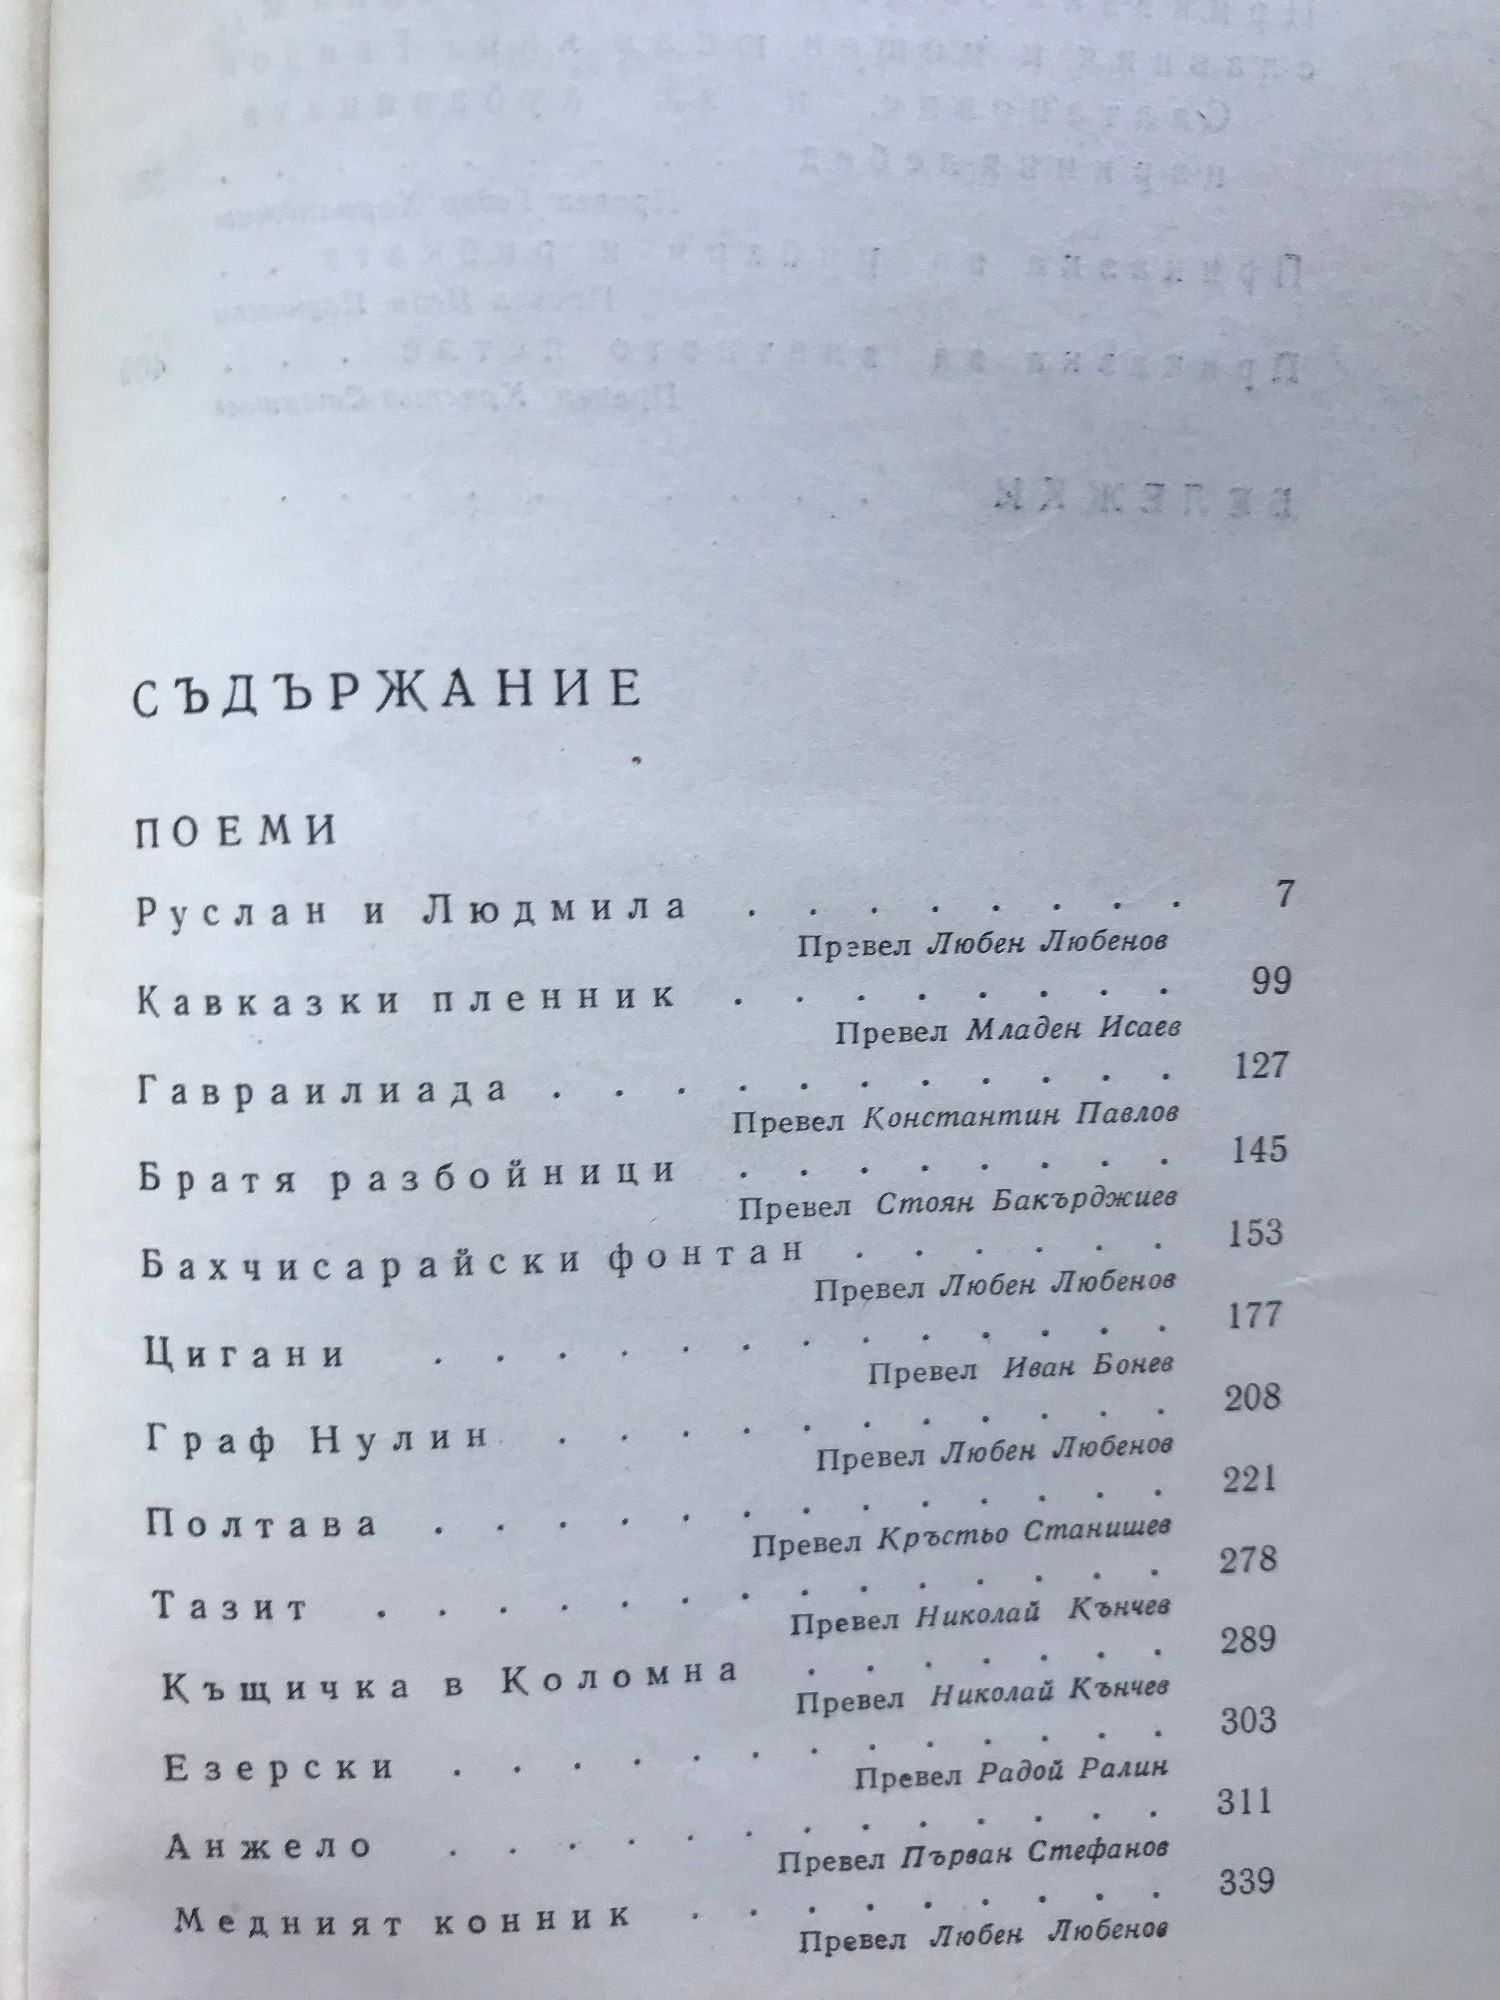 СЪДЪРЖАНИЕ
ПОЕМИ
Руслан и Людмила . . . . . . . . 7
Превел Любен Любенов
Кавказки пленник . . . . . . . . 99
Превел Младен Исаев
Гавраилиада . . . . . . . . . . . 127
Превел Константин Павлов
Братя разбойници . . . . . . . . 145
Превел Стоян Бакърджиев
Бахчисарайски фонтан . . . . . . 153
Превел Любен Любенов
Цигани . . . . . . . . . . . . . 177
Превел Иван Бонев
Граф Нулин . . . . . . . . . . . 208
Превел Любен Любенов
Полтава . . . . . . . . . . . . . 221
Превел Кръстьо Станишев
Тазит . . . . . . . . . . . . . . 278
Превел Николай Кънчев
Къщичка в Коломна . . . . . . . 289
Превел Николай Кънчев
Езерски . . . . . . . . . . . . . 303
Превел Радой Ралин
Анжело . . . . . . . . . . . . . 311
Превел Първан Стефанов
Медният конник . . . . . . . . . 339
Превел Любен Любенов